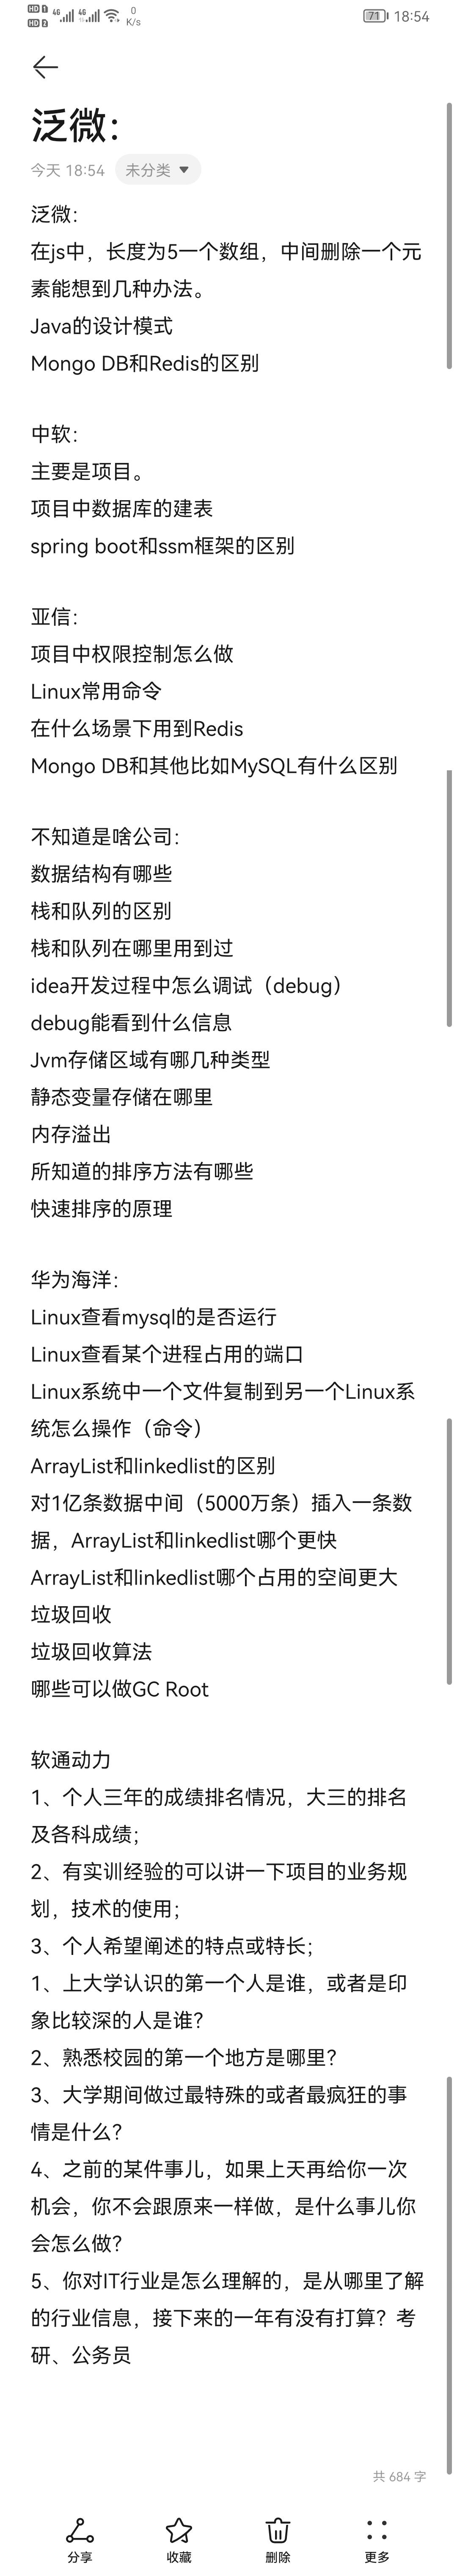 HD 1 4G 4G 0 71 18:54
HD 2 K/s
泛微：
今天 18:54 未分类
泛微：
在js中，长度为5一个数组，中间删除一个元
素能想到几种办法。
Java的设计模式
Mongo DB和Redis的区别
中软：
主要是项目。
项目中数据库的建表
spring boot和ssm框架的区别
亚信：
项目中权限控制怎么做
Linux常用命令
在什么场景下用到Redis
Mongo DB和其他比如MySQL有什么区别
不知道是啥公司：
数据结构有哪些
栈和队列的区别
栈和队列在哪里用到过
idea开发过程中怎么调试（debug）
debug能看到什么信息
Jvm存储区域有哪几种类型
静态变量存储在哪里
内存溢出
所知道的排序方法有哪些
快速排序的原理
华为海洋：
Linux查看mysql的是否运行
Linux查看某个进程占用的端口
Linux系统中一个文件复制到另一个Linux系
统怎么操作（命令）
ArrayList和linkedlist的区别
对1亿条数据中间（5000万条）插入一条数
据，ArrayList和linkedlist哪个更快
ArrayList和linkedlist哪个占用的空间更大
垃圾回收
垃圾回收算法
哪些可以做GC Root
软通动力
1、个人三年的成绩排名情况，大三的排名
及各科成绩；
2、有实训经验的可以讲一下项目的业务规
划，技术的使用；
3、个人希望阐述的特点或特长；
1、上大学认识的第一个人是谁，或者是印
象比较深的人是谁？
2、熟悉校园的第一个地方是哪里？
3、大学期间做过最特殊的或者最疯狂的事
情是什么？
4、之前的某件事儿，如果上天再给你一次
机会，你不会跟原来一样做，是什么事儿你
会怎么做？
5、你对IT行业是怎么理解的，是从哪里了解
的行业信息，接下来的一年有没有打算？考
研、公务员
共 684 字
分享 收藏 删除 更多